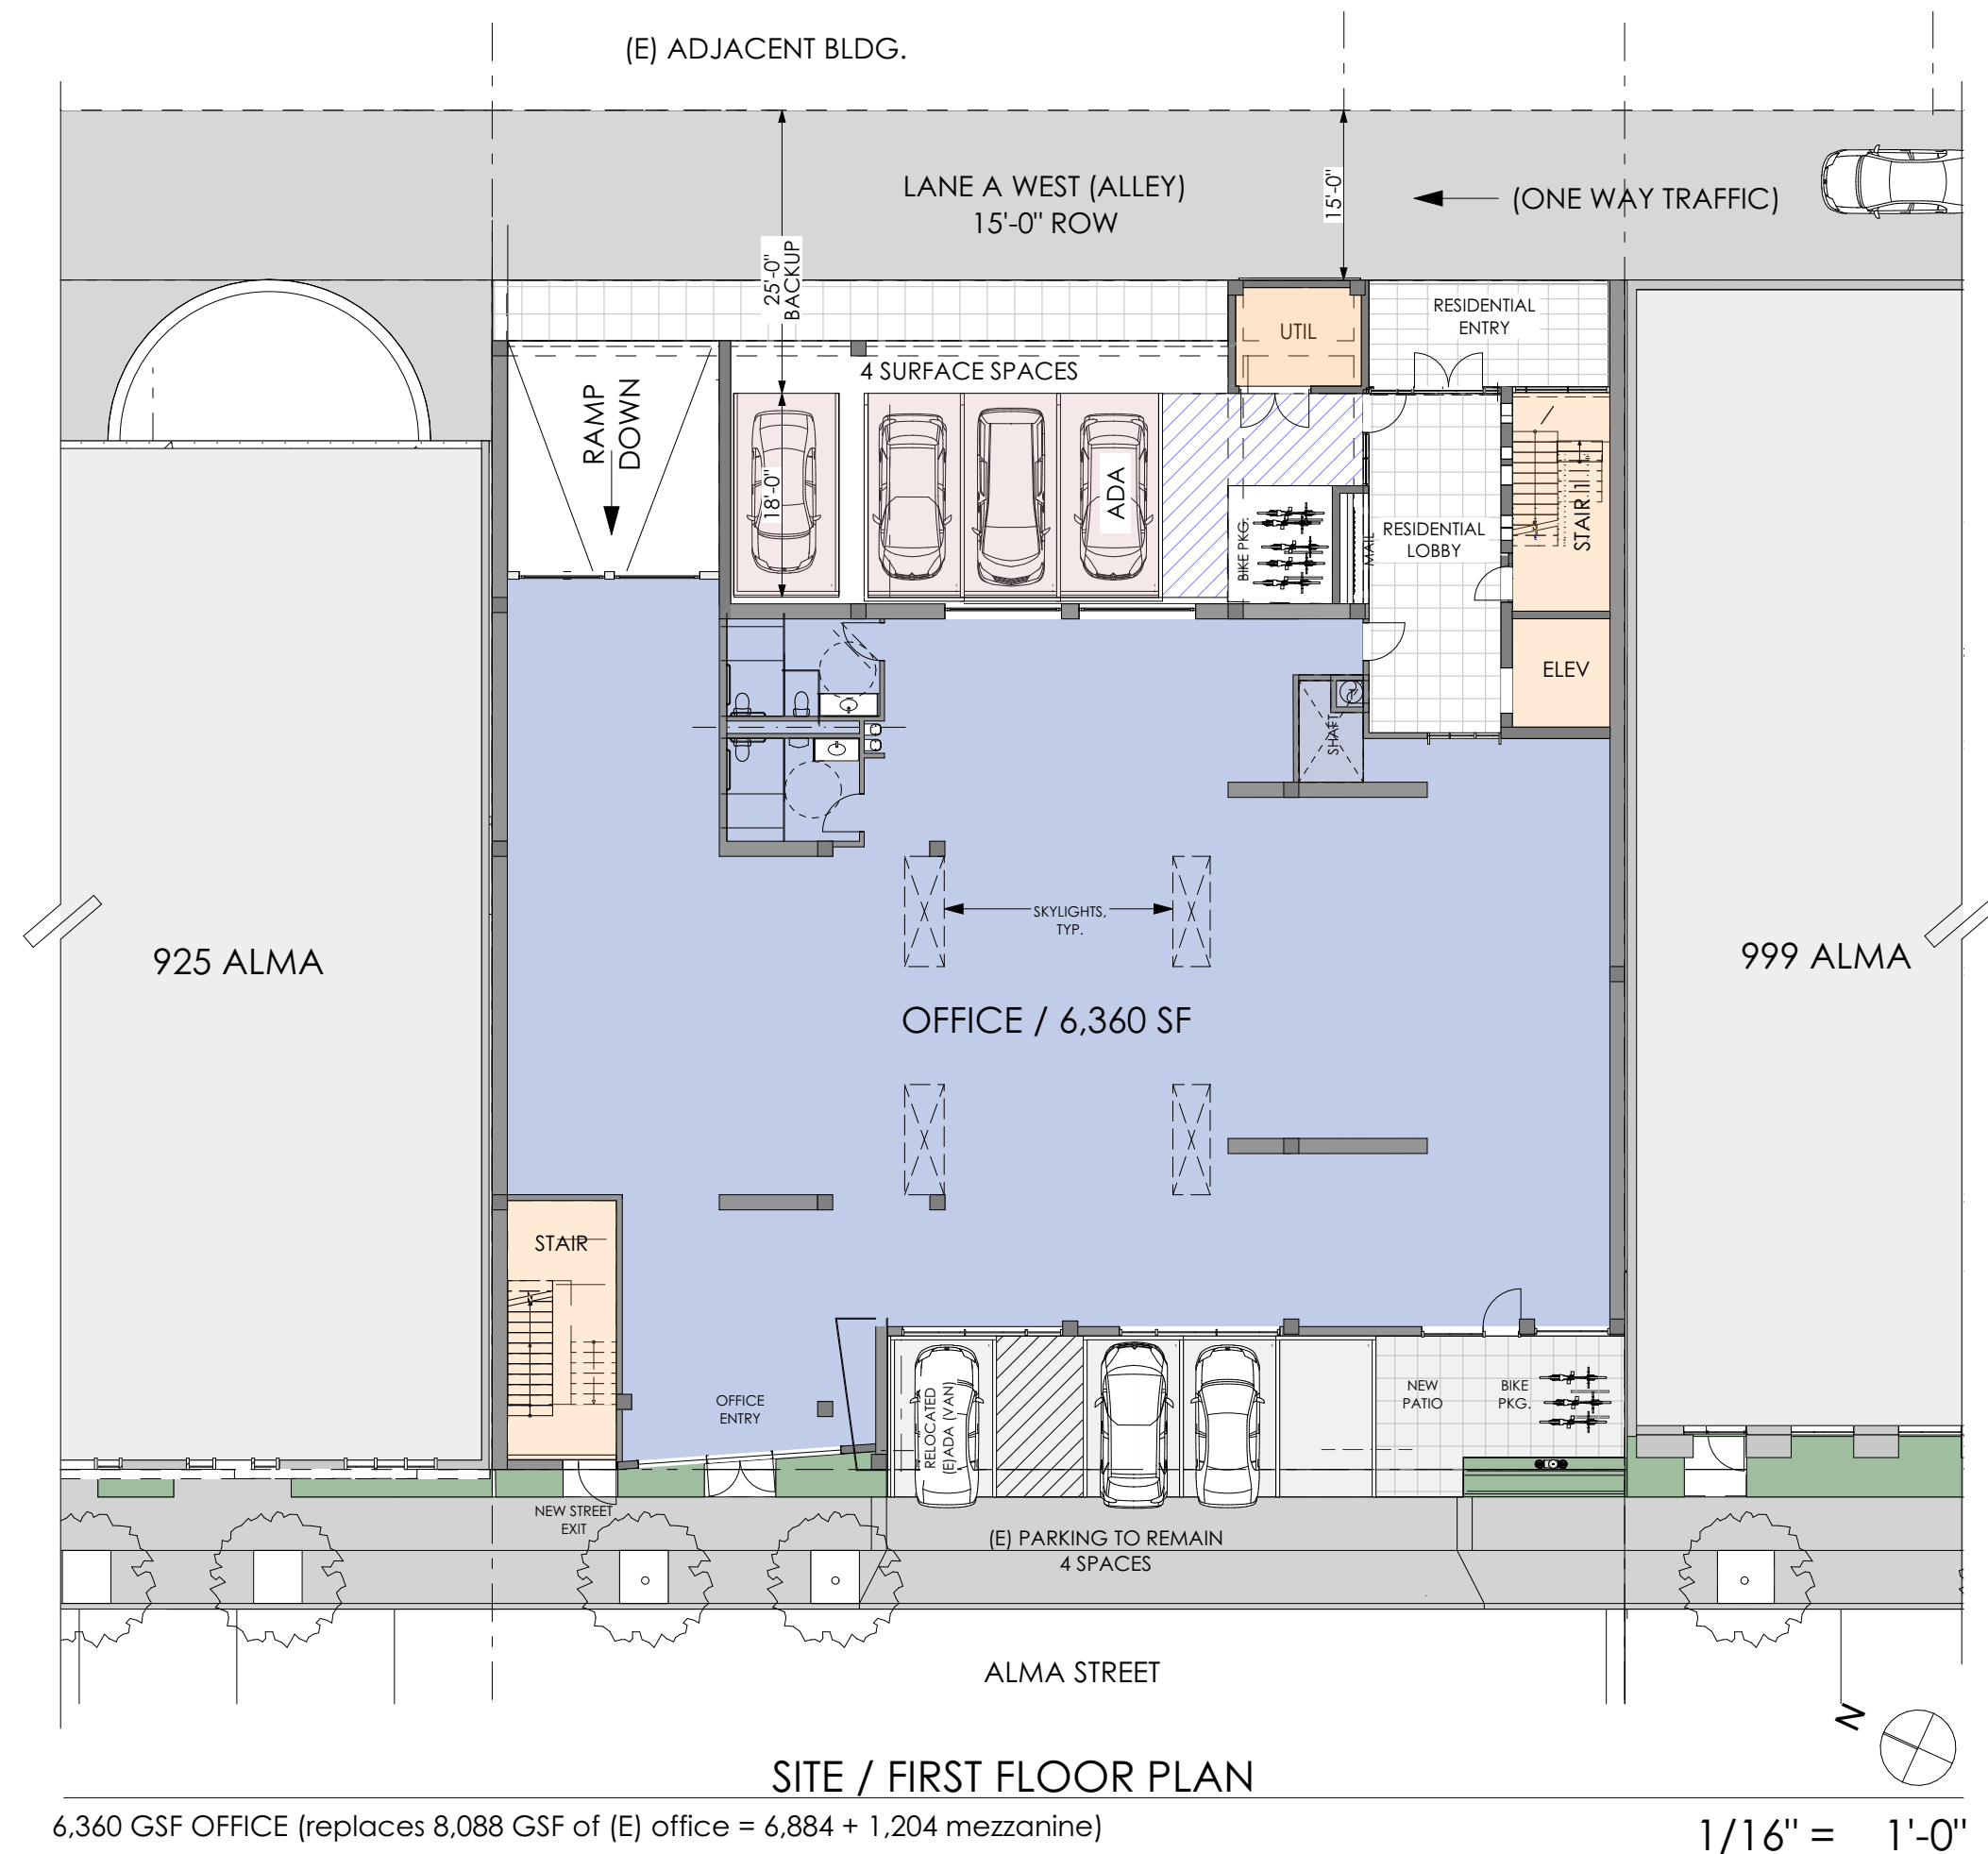 (E) ADJACENT BLDG.
LANE A WEST (ALLEY)
15'-0" ROW
15'-0"
(ONE WAY TRAFFIC)
25'-0"
BACKUP
RESIDENTIAL
ENTRY
UTIL
4 SURFACE SPACES
RAMP
DOWN
18'-0"
ADA
BIKE PKG.
MAIL
RESIDENTIAL
LOBBY
STAIR 1
ELEV
SHAFT
SKYLIGHTS,
TYP.
925 ALMA
999 ALMA
OFFICE / 6,360 SF
STAIR
OFFICE
ENTRY
RELOCATED
(E)ADA (VAN)
NEW
PATIO
BIKE
PKG.
NEW STREET
EXIT
(E) PARKING TO REMAIN
4 SPACES
ALMA STREET
N
SITE / FIRST FLOOR PLAN
6,360 GSF OFFICE (replaces 8,088 GSF of (E) office = 6,884 + 1,204 mezzanine)
1/16" = 1'-0"